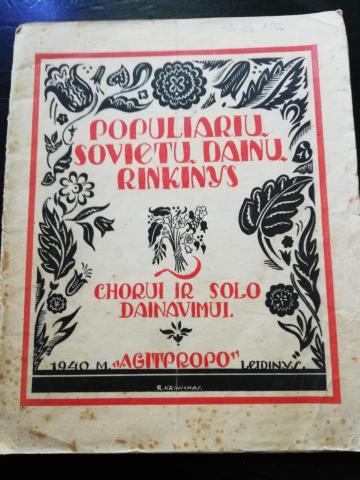 POPULIARIŲ
SOVIETŲ DAINŲ
RINKINYS
CHORUI IR SOLO
DAINAVIMUI.
1940 M. „AGITPROPO" LEIDINYS.